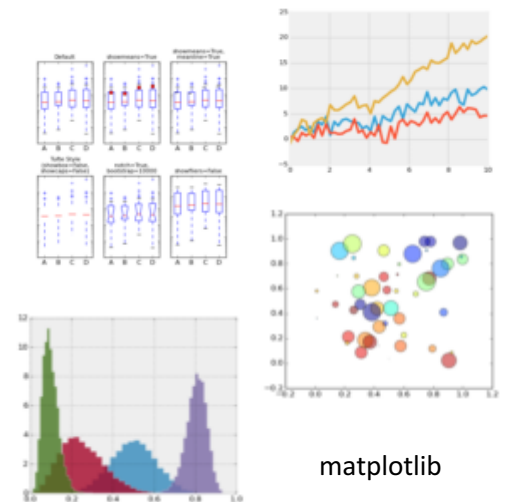 Default
showmeans=True
showmeans=True,
meanline=True
A B C D
A B C D
A B C D
Tufte Style
(showbox=False,
showcaps=False)
notch=True,
bootstrap=10000
showfliers=False
A B C D
A B C D
A B C D
25
20
15
10
5
0
−5
0 2 4 6 8 10
1.2
1.0
0.8
0.6
0.4
0.2
0.0
−0.2
−0.2 0.0 0.2 0.4 0.6 0.8 1.0 1.2
12
10
8
6
4
2
0
0.0 0.2 0.4 0.6 0.8 1.0
matplotlib